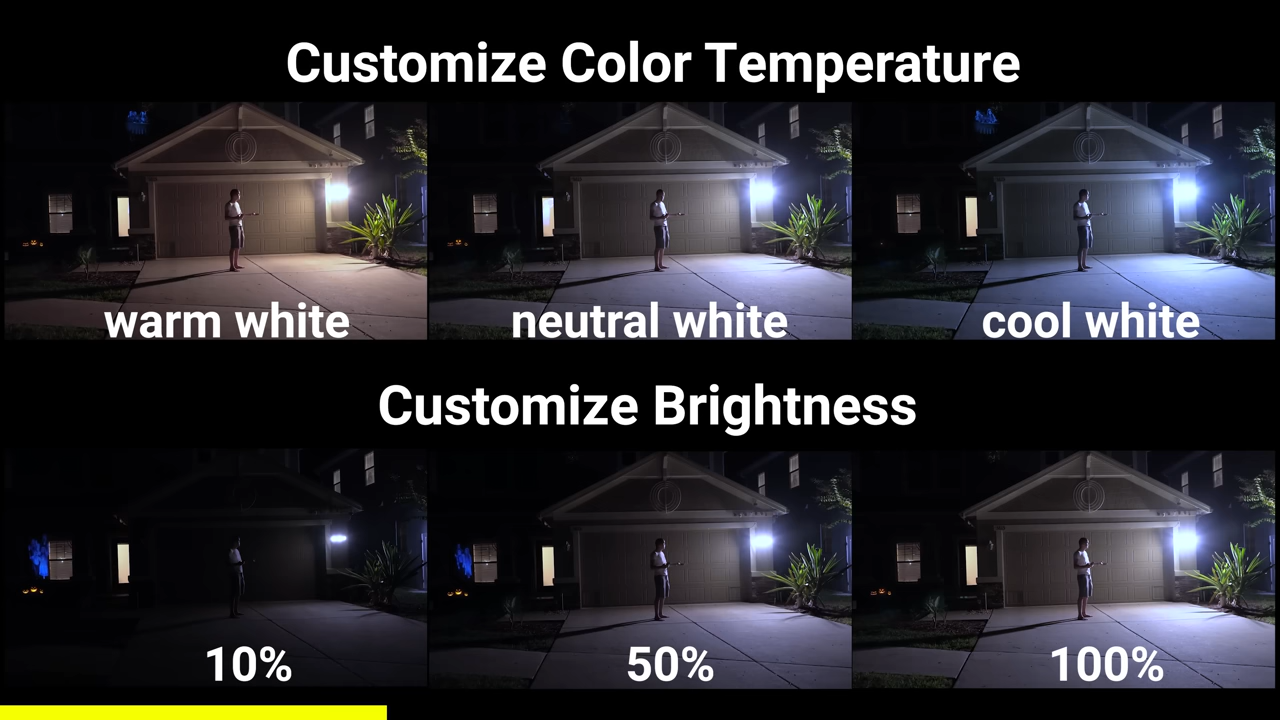 Customize Color Temperature
warm white
neutral white
cool white
Customize Brightness
10%
50%
100%